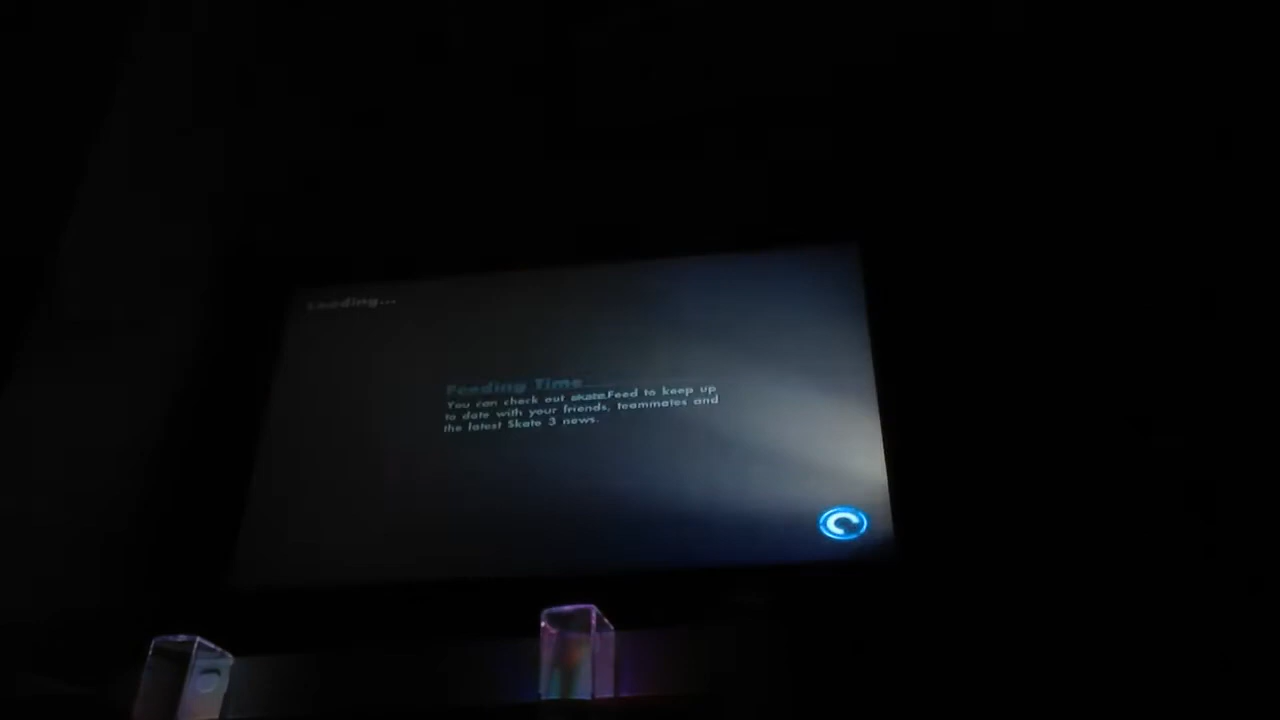 Loading...
Feeding Time
You can check out skate.Feed to keep up
to date with your friends, teammates and
the latest Skate 3 news.